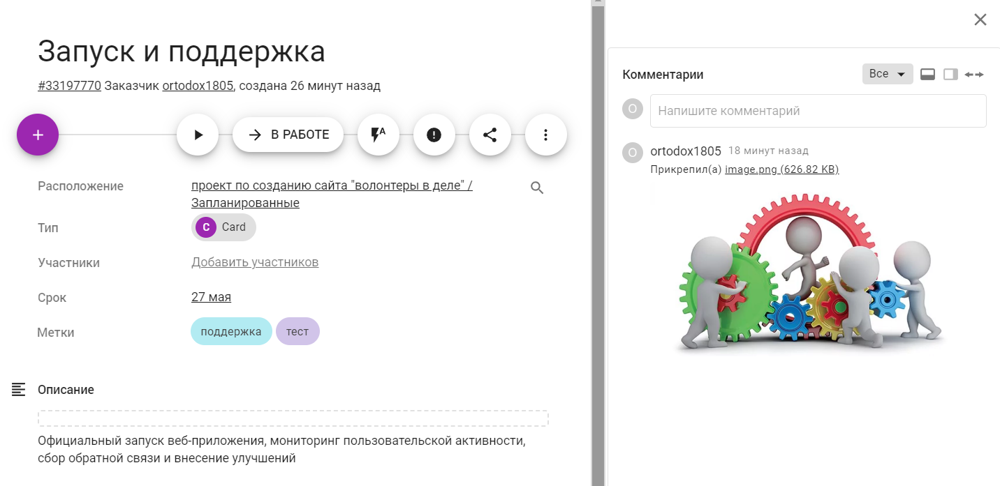 Запуск и поддержка
#33197770 Заказчик ortodox1805, создана 26 минут назад
В РАБОТЕ
A
Расположение
проект по созданию сайта "волонтеры в деле" /
Запланированные
Тип
C Card
Участники
Добавить участников
Срок
27 мая
Метки
поддержка
тест
Описание
Официальный запуск веб-приложения, мониторинг пользовательской активности,
сбор обратной связи и внесение улучшений
Комментарии
Все
O
Напишите комментарий
O
ortodox1805 18 минут назад
Прикрепил(а) image.png (626.82 KB)